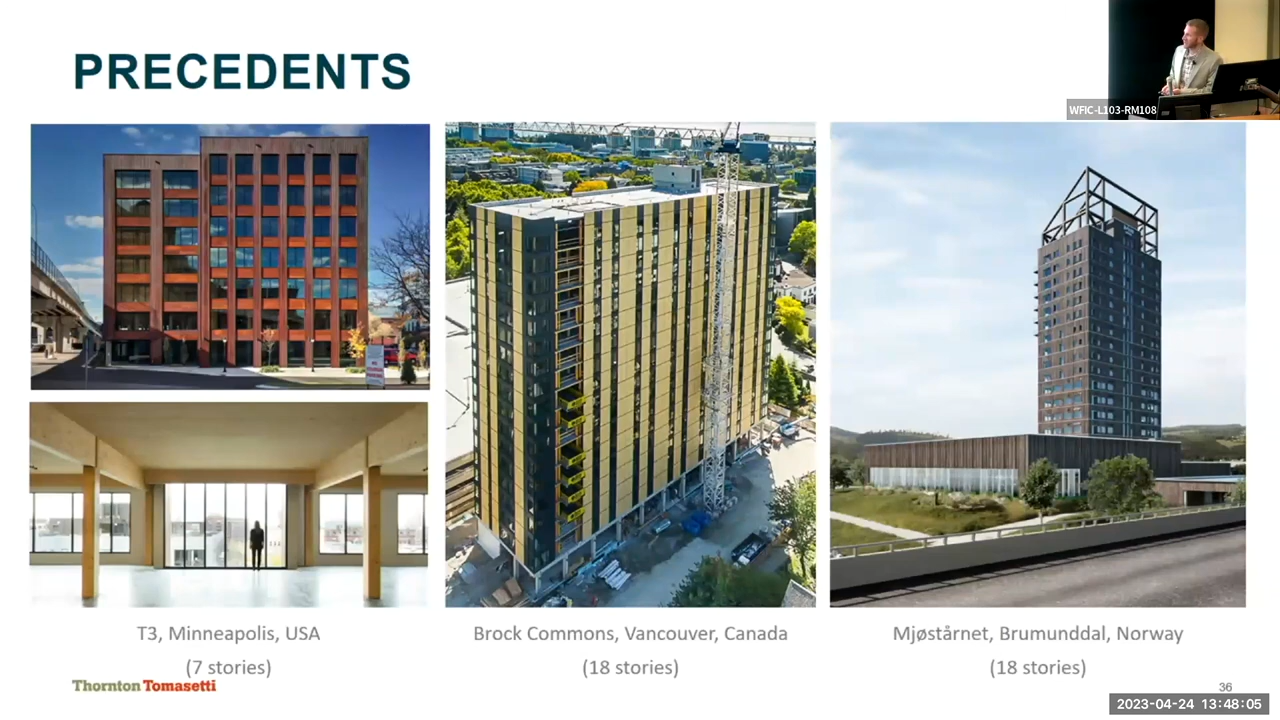 PRECEDENTS
WFIC-L103-RM108
T3, Minneapolis, USA
(7 stories)
Brock Commons, Vancouver, Canada
(18 stories)
Mjøstårnet, Brumunddal, Norway
(18 stories)
Thornton Tomasetti
36
2023-04-24 13:48:05